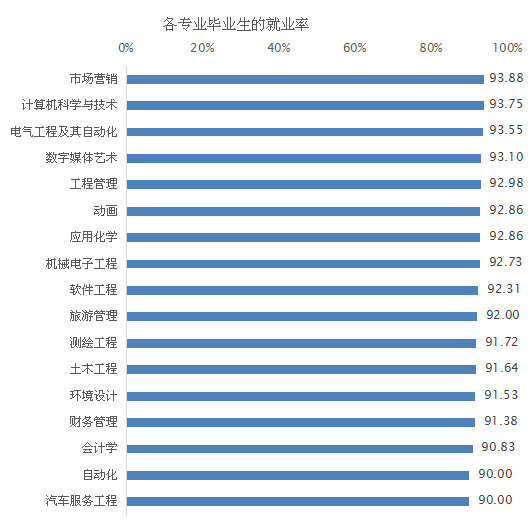 各专业毕业生的就业率
0% 20% 40% 60% 80% 100%
市场营销 93.88
计算机科学与技术 93.75
电气工程及其自动化 93.55
数字媒体艺术 93.10
工程管理 92.98
动画 92.86
应用化学 92.86
机械电子工程 92.73
软件工程 92.31
旅游管理 92.00
测绘工程 91.72
土木工程 91.64
环境设计 91.53
财务管理 91.38
会计学 90.83
自动化 90.00
汽车服务工程 90.00